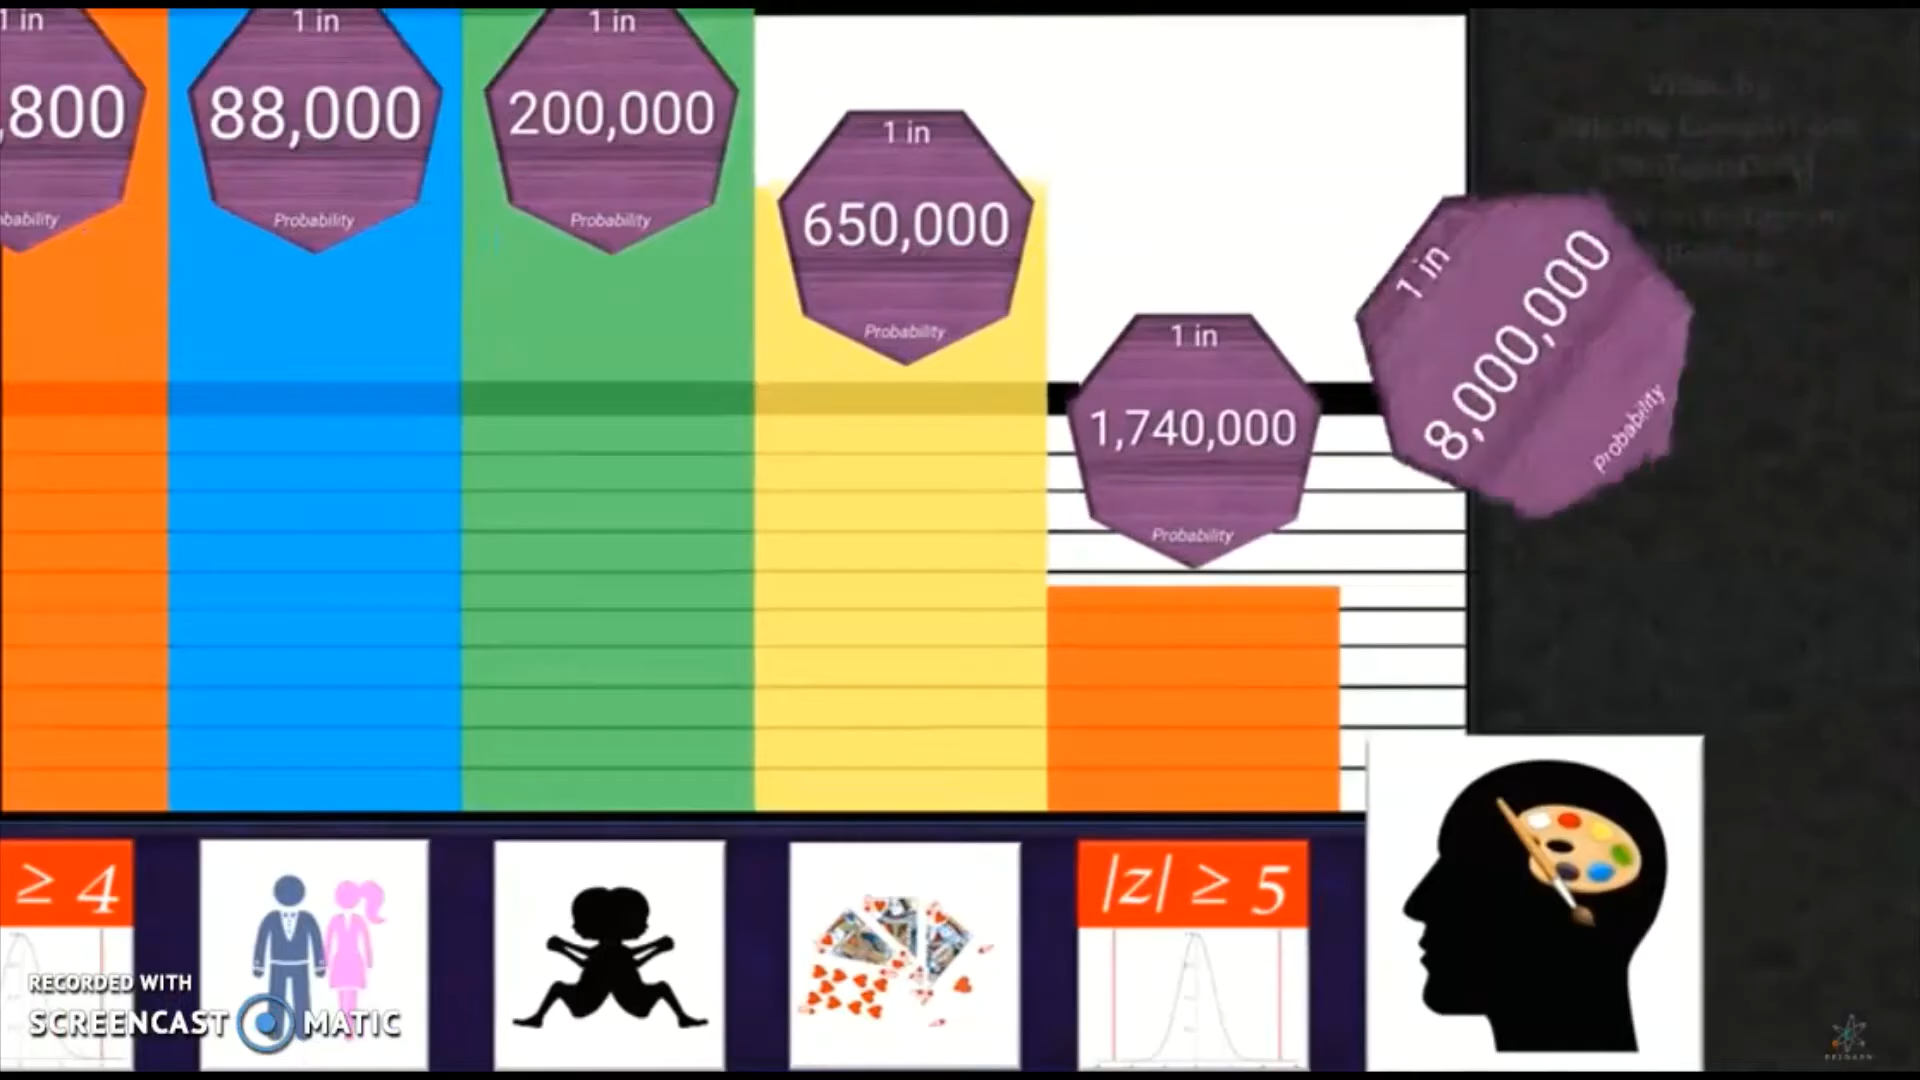 1 in
,800
bability
1 in
88,000
Probability
1 in
200,000
Probability
1 in
650,000
Probability
1 in
1,740,000
Probability
1 in
8,000,000
Probability
≥ 4
|z| ≥ 5
RECORDED WITH
SCREENCAST MATIC